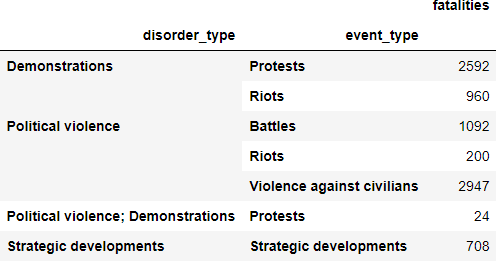 fatalities
disorder_type event_type
Demonstrations Protests 2592
Riots 960
Political violence Battles 1092
Riots 200
Violence against civilians 2947
Political violence; Demonstrations Protests 24
Strategic developments Strategic developments 708